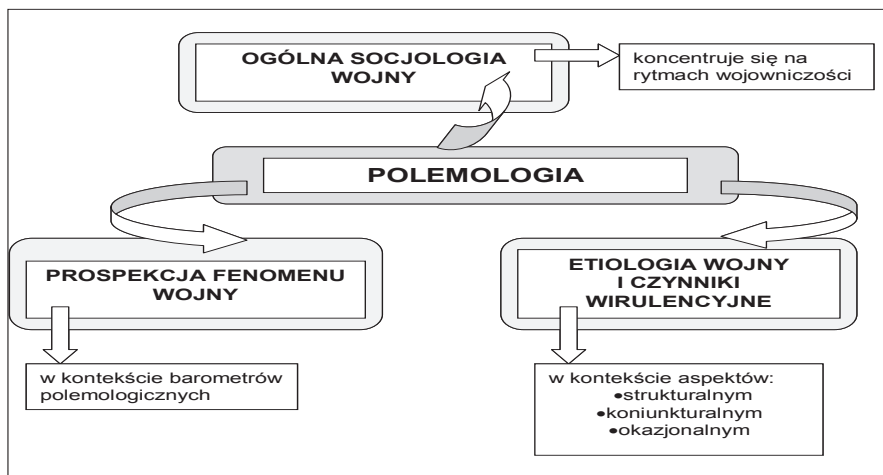 OGÓLNA SOCJOLOGIA
WOJNY
koncentruje się na
rytmach wojowniczości
POLEMOLOGIA
PROSPEKCJA FENOMENU
WOJNY
ETIOLOGIA WOJNY
I CZYNNIKI
WIRULENCYJNE
w kontekście barometrów
polemologicznych
w kontekście aspektów:
•strukturalnym
•koniunkturalnym
•okazjonalnym